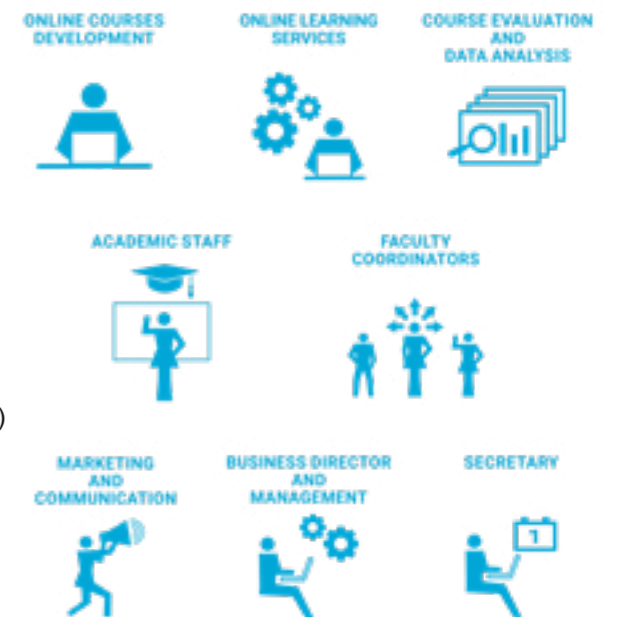 ONLINE COURSES
DEVELOPMENT
ONLINE LEARNING
SERVICES
COURSE EVALUATION
AND
DATA ANALYSIS
ACADEMIC STAFF
FACULTY
COORDINATORS
)
MARKETING
AND
COMMUNICATION
BUSINESS DIRECTOR
AND
MANAGEMENT
SECRETARY
1